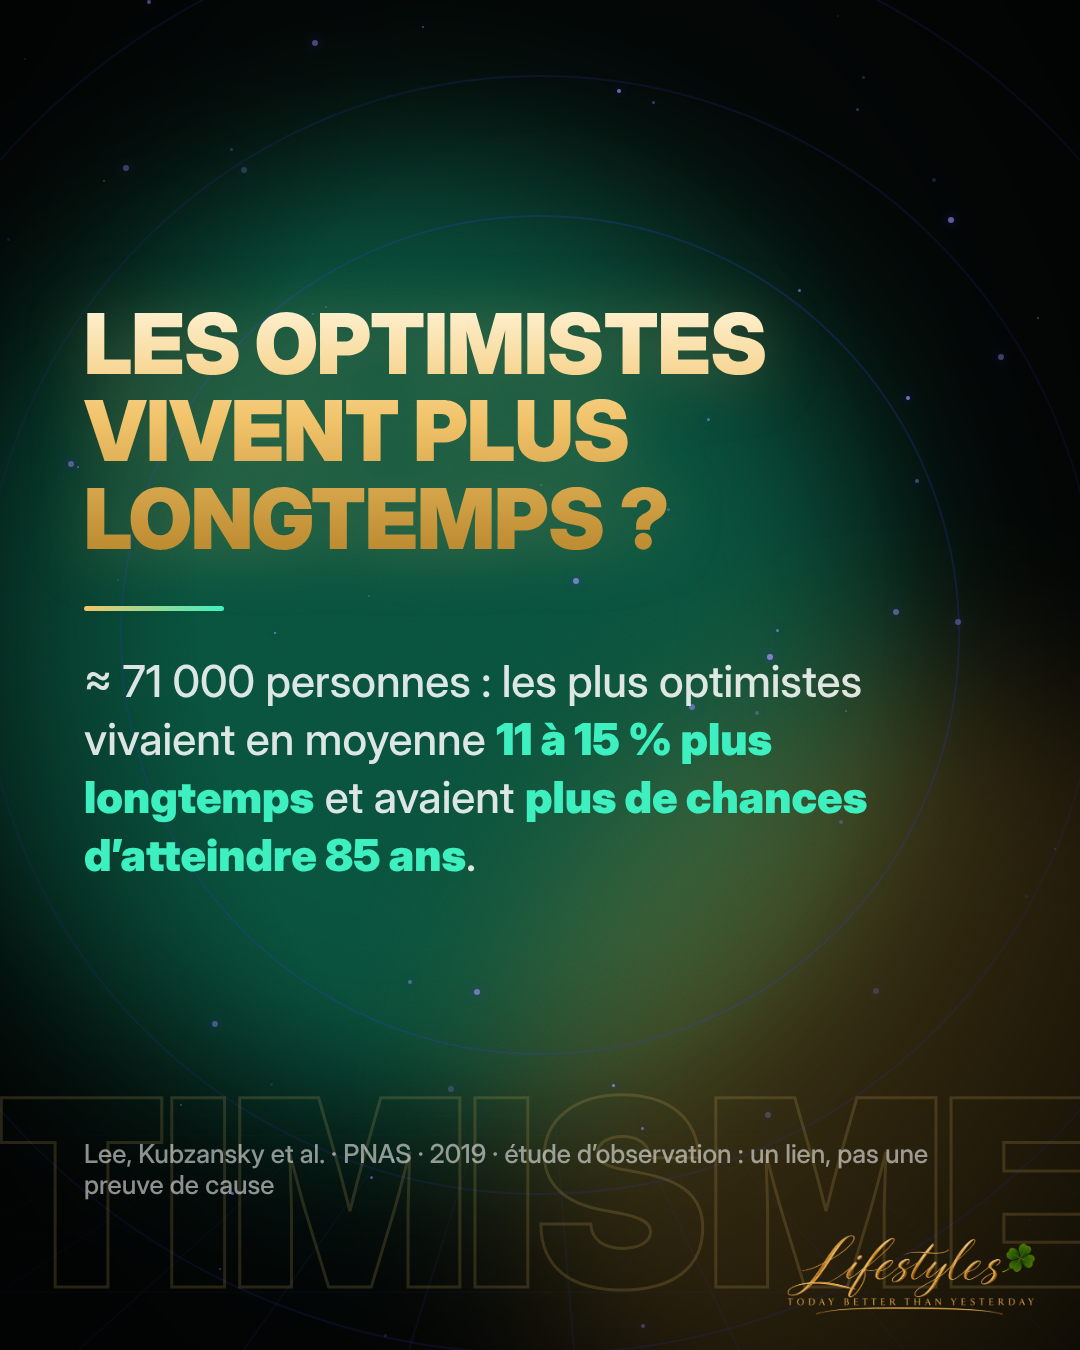 LES OPTIMISTES
VIVENT PLUS
LONGTEMPS ?
≈ 71 000 personnes : les plus optimistes
vivaient en moyenne 11 à 15 % plus
longtemps et avaient plus de chances
d’atteindre 85 ans.
TIMISME
Lee, Kubzansky et al. · PNAS · 2019 · étude d’observation : un lien, pas une
preuve de cause
Lifestyles
TODAY BETTER THAN YESTERDAY